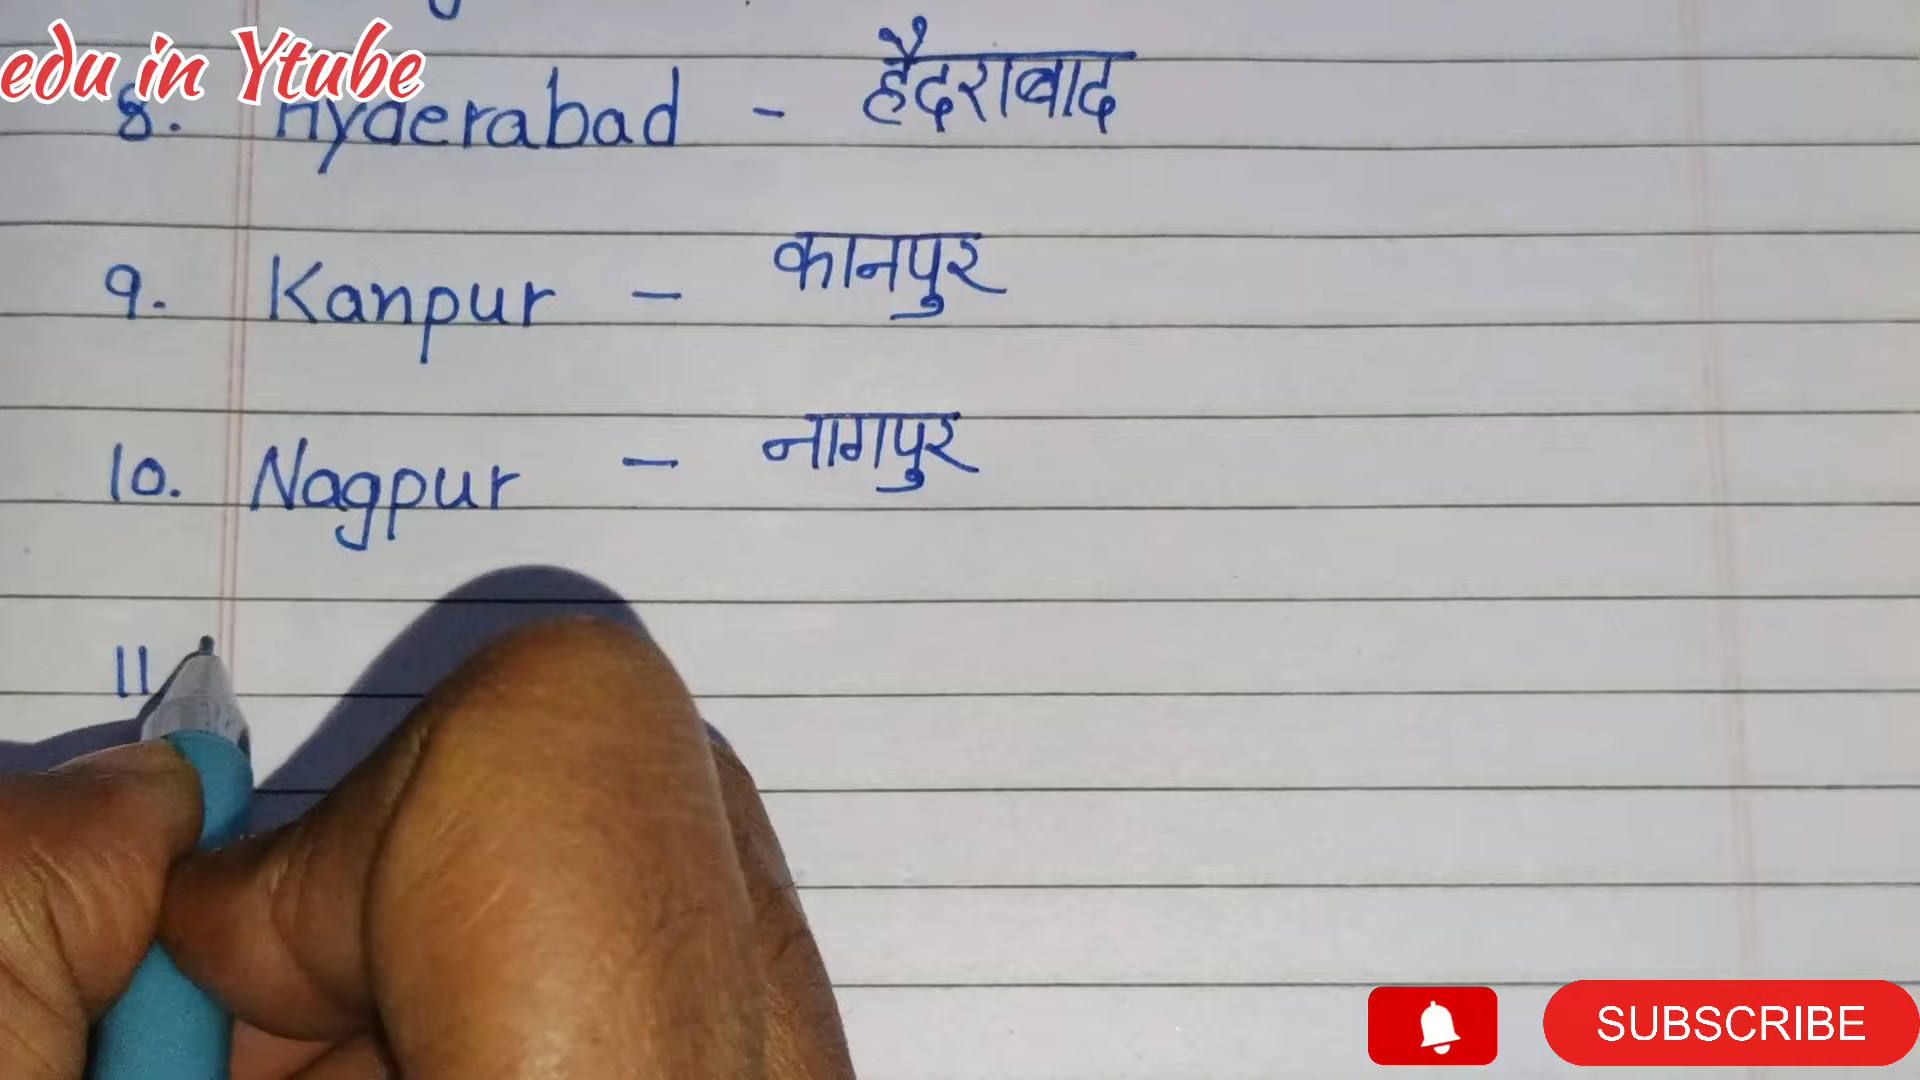 edu in Ytube
8. Hyderabad - हैदराबाद
9. Kanpur - कानपुर
10. Nagpur - नागपुर
11
SUBSCRIBE